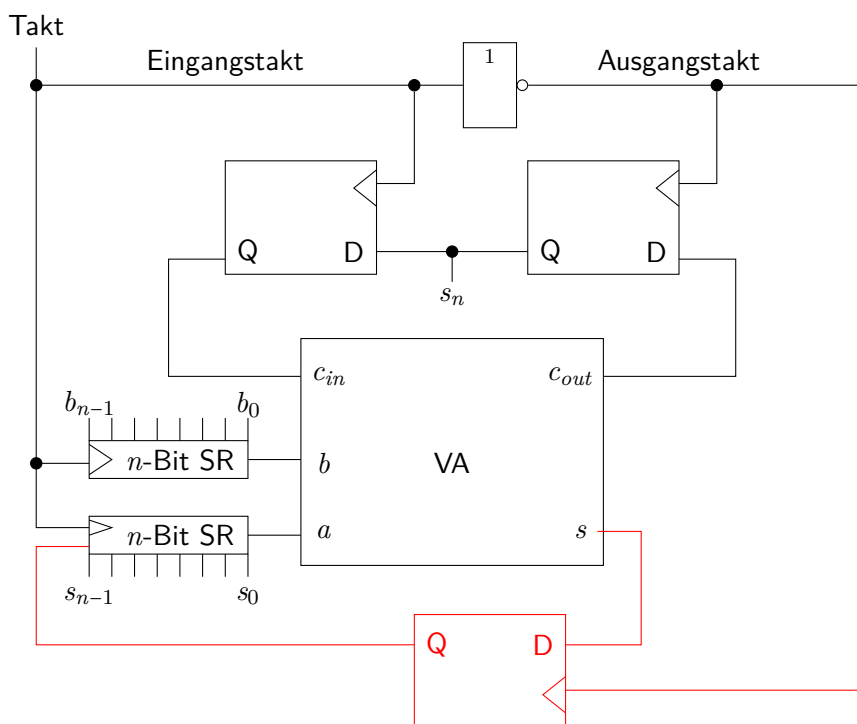 Takt
Eingangstakt 1 Ausgangstakt
Q D Q D
s_n
c_in c_out
b_{n−1} b_0
n-Bit SR b VA
n-Bit SR a s
s_{n−1} s_0
Q D